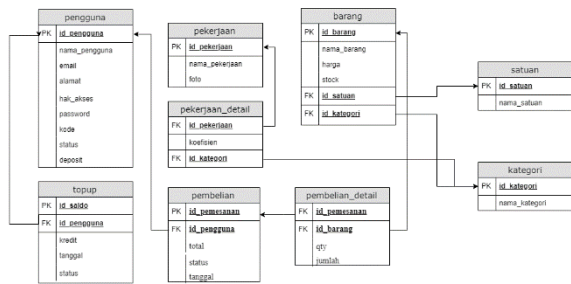 pengguna
PK id_pengguna
nama_pengguna
email
alamat
hak_akses
password
kode
status
deposit
pekerjaan
PK id_pekerjaan
nama_pekerjaan
foto
barang
PK id_barang
nama_barang
harga
stock
FK id_satuan
FK id_kategori
satuan
PK id_satuan
nama_satuan
pekerjaan_detail
FK id_pekerjaan
koefisien
FK id_kategori
kategori
PK id_kategori
nama_kategori
topup
PK id_saldo
FK id_pengguna
kredit
tanggal
status
pembelian
PK id_pemesanan
FK id_pengguna
total
status
tanggal
pembelian_detail
FK id_pemesanan
FK id_barang
qty
jumlah